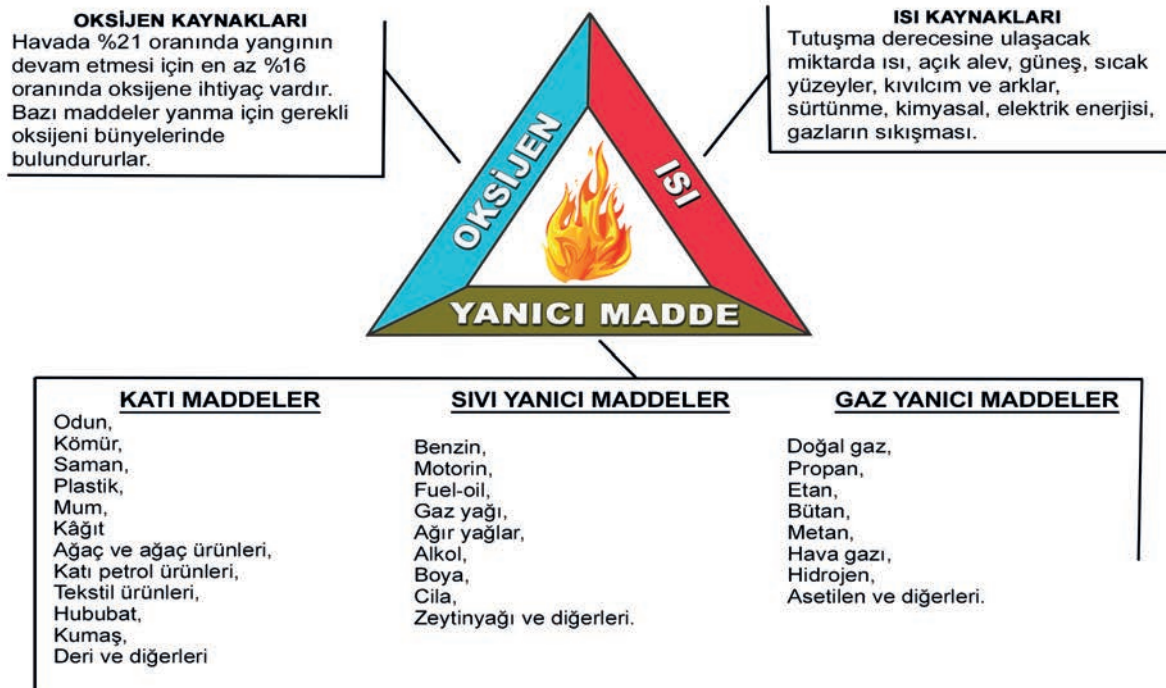 OKSİJEN KAYNAKLARI
Havada %21 oranında yangının
devam etmesi için en az %16
oranında oksijene ihtiyaç vardır.
Bazı maddeler yanma için gerekli
oksijeni bünyelerinde
bulundururlar.
ISI KAYNAKLARI
Tutuşma derecesine ulaşacak
miktarda ısı, açık alev, güneş, sıcak
yüzeyler, kıvılcım ve arklar,
sürtünme, kimyasal, elektrik enerjisi,
gazların sıkışması.
OKSİJEN
ISI
YANICI MADDE
KATI MADDELER
Odun,
Kömür,
Saman,
Plastik,
Mum,
Kâğıt
Ağaç ve ağaç ürünleri,
Katı petrol ürünleri,
Tekstil ürünleri,
Hububat,
Kumaş,
Deri ve diğerleri
SIVI YANICI MADDELER
Benzin,
Motorin,
Fuel-oil,
Gaz yağı,
Ağır yağlar,
Alkol,
Boya,
Cila,
Zeytinyağı ve diğerleri.
GAZ YANICI MADDELER
Doğal gaz,
Propan,
Etan,
Bütan,
Metan,
Hava gazı,
Hidrojen,
Asetilen ve diğerleri.